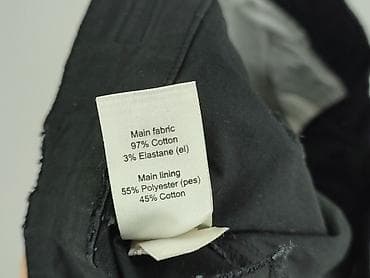 Main fabric
97% Cotton
3% Elastane (el)
Main lining
55% Polyester (pes)
45% Cotton